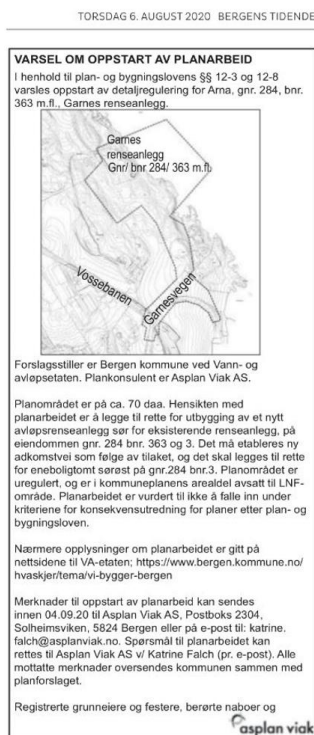 TORSDAG 6. AUGUST 2020 BERGENS TIDENDE
VARSEL OM OPPSTART AV PLANARBEID
I henhold til plan- og bygningslovens §§ 12-3 og 12-8
varsles oppstart av detaljregulering for Arna, gnr. 284, bnr.
363 m.fl., Garnes renseanlegg.
Garnes
renseanlegg
Gnr/ bnr 284/ 363 m.fl.
Vossebanen
Garnesvegen
Forslagsstiller er Bergen kommune ved Vann- og
avløpsetaten. Plankonsulent er Asplan Viak AS.
Planområdet er på ca. 70 daa. Hensikten med
planarbeidet er å legge til rette for utbygging av et nytt
avløpsrenseanlegg sør for eksisterende renseanlegg, på
eiendommen gnr. 284 bnr. 363 og 3. Det må etableres ny
adkomstvei som følge av tilaket, og det skal legges til rette
for eneboligtomt sørøst på gnr.284 bnr.3. Planområdet er
uregulert, og er i kommuneplanens arealdel avsatt til LNF-
område. Planarbeidet er vurdert til ikke å falle inn under
kriteriene for konsekvensutredning for planer etter plan- og
bygningsloven.
Nærmere opplysninger om planarbeidet er gitt på
nettsidene til VA-etaten; https://www.bergen.kommune.no/
hvaskjer/tema/vi-bygger-bergen
Merknader til oppstart av planarbeid kan sendes
innen 04.09.20 til Asplan Viak AS, Postboks 2304,
Solheimsviken, 5824 Bergen eller på e-post til: katrine.
falch@asplanviak.no. Spørsmål til planarbeidet kan
rettes til Asplan Viak AS v/ Katrine Falch (pr. e-post). Alle
mottatte merknader oversendes kommunen sammen med
planforslaget.
Registrerte grunneiere og festere, berørte naboer og
asplan viak